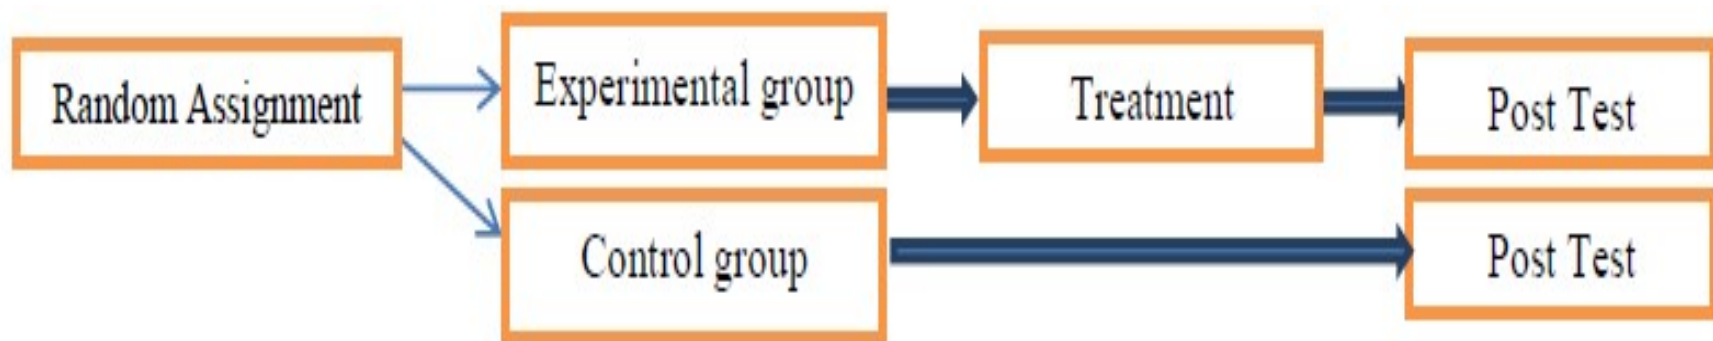 Random Assignment
Experimental group
Treatment
Post Test
Control group
Post Test